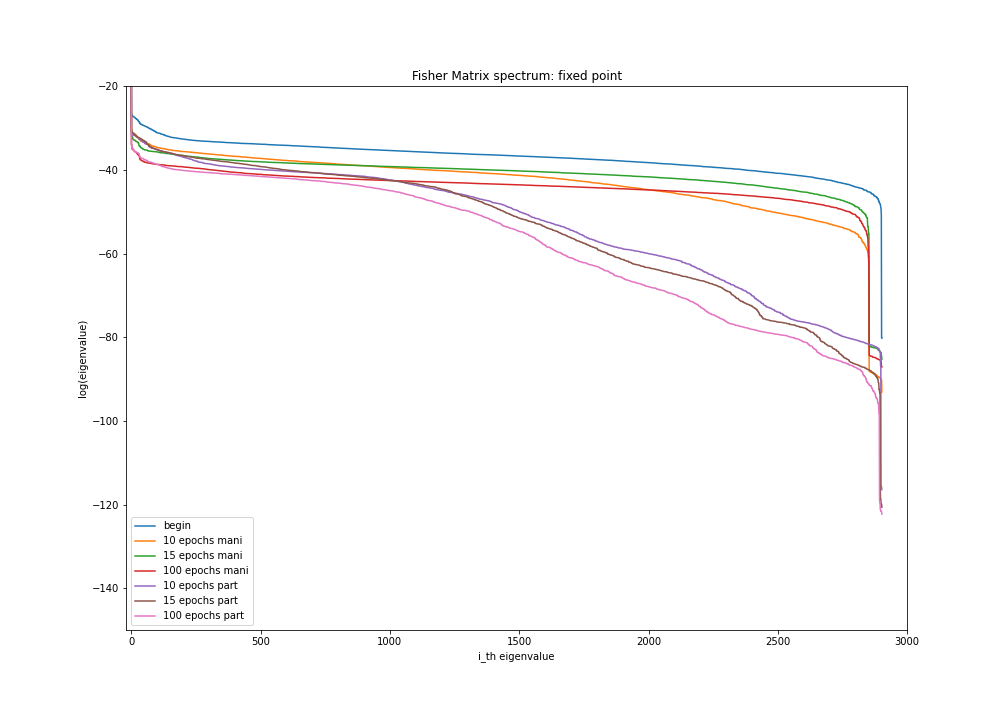 Fisher Matrix spectrum: fixed point
−20
−40
−60
−80
−100
−120
−140
log(eigenvalue)
begin
10 epochs mani
15 epochs mani
100 epochs mani
10 epochs part
15 epochs part
100 epochs part
0 500 1000 1500 2000 2500 3000
i_th eigenvalue